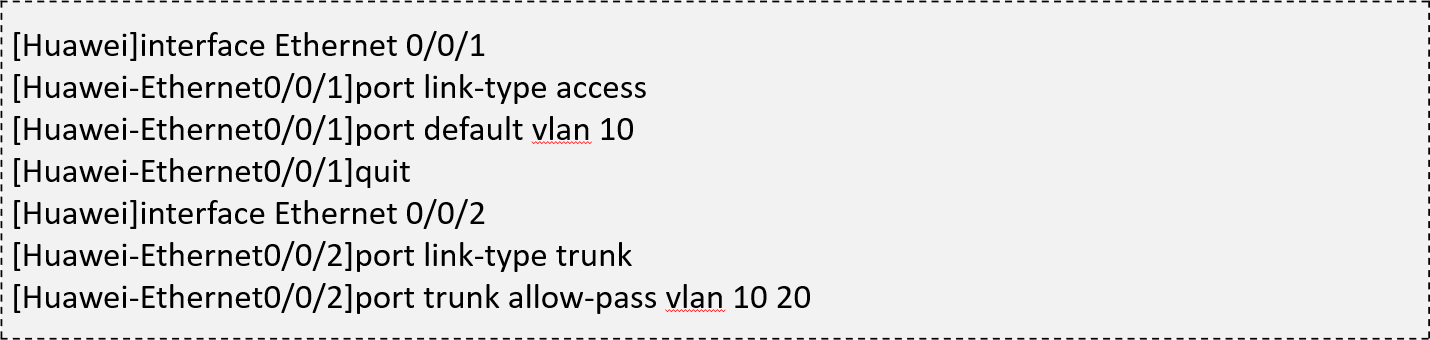 [Huawei]interface Ethernet 0/0/1
[Huawei-Ethernet0/0/1]port link-type access
[Huawei-Ethernet0/0/1]port default vlan 10
[Huawei-Ethernet0/0/1]quit
[Huawei]interface Ethernet 0/0/2
[Huawei-Ethernet0/0/2]port link-type trunk
[Huawei-Ethernet0/0/2]port trunk allow-pass vlan 10 20